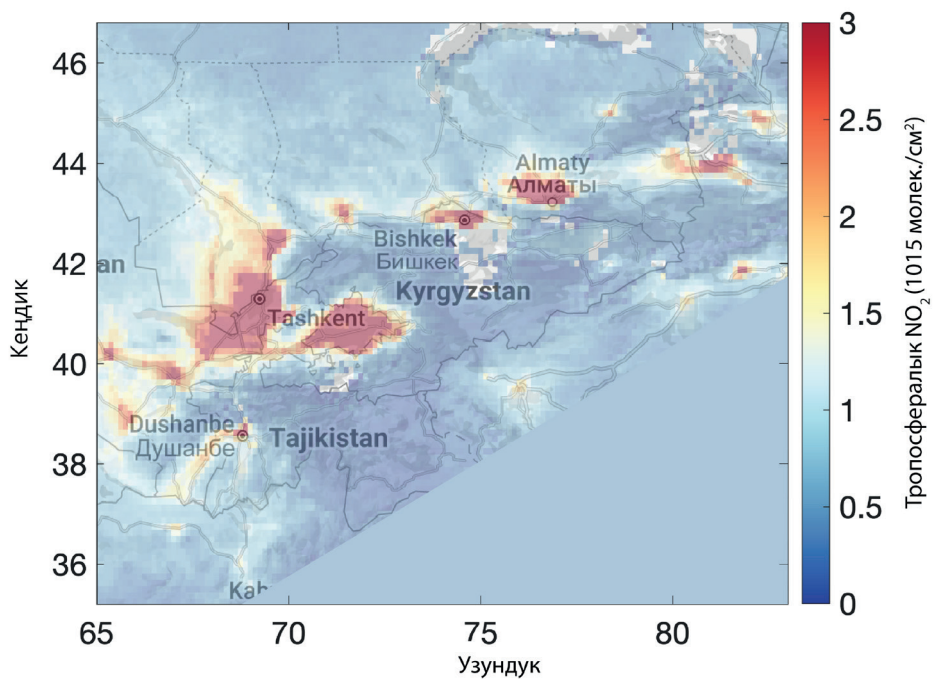 46
44
42
40
38
36
65
70
75
80
Кеңдик
Узундук
Almaty
Алматы
Bishkek
Бишкек
an
Kyrgyzstan
Tashkent
Dushanbe
Душанбе
Tajikistan
Kab
3
2.5
2
1.5
1
0.5
0
Тропосфералык NO₂ (1015 молек./см²)